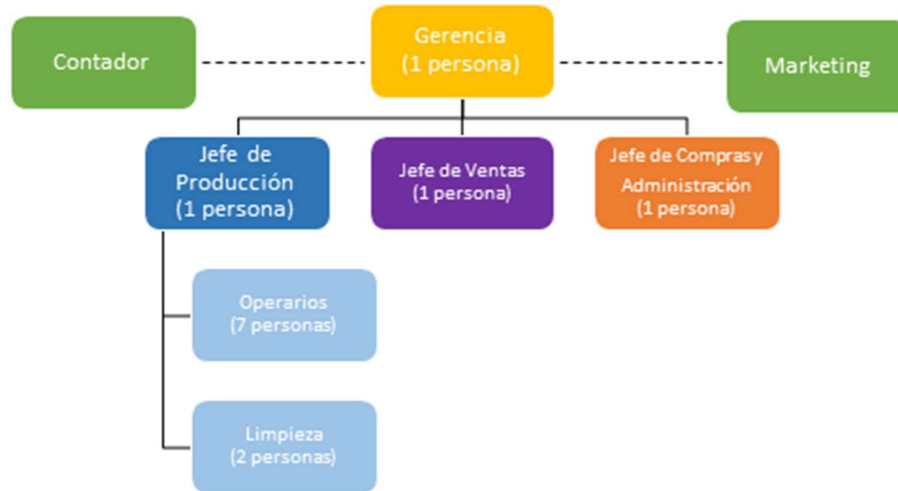 Contador
Gerencia
(1 persona)
Marketing
Jefe de
Producción
(1 persona)
Jefe de Ventas
(1 persona)
Jefe de Compras y
Administración
(1 persona)
Operarios
(7 personas)
Limpieza
(2 personas)